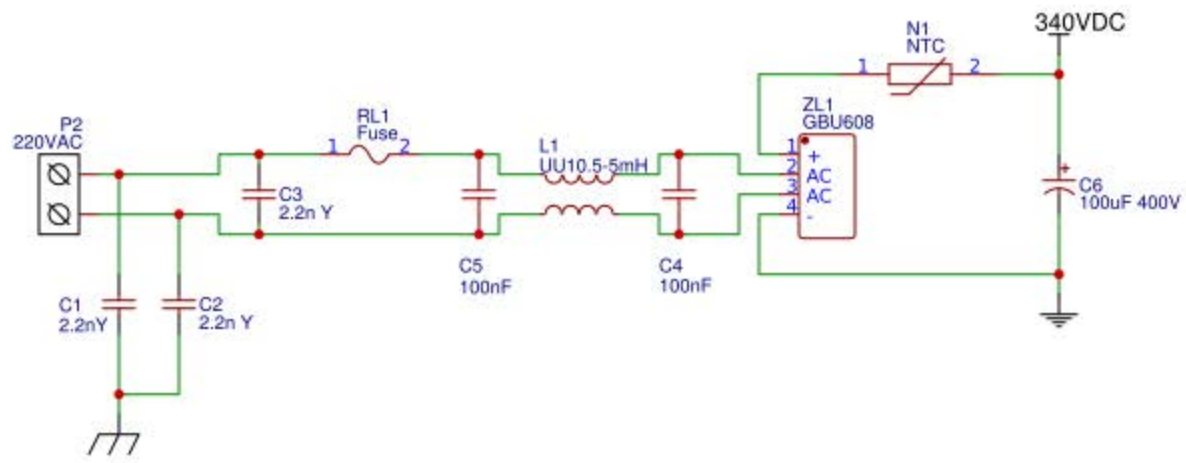 340VDC
N1
NTC
1
2
ZL1
GBU608
P2
220VAC
RL1
Fuse
1
2
L1
UU10.5-5mH
1
+
2
AC
3
AC
4
-
C3
2.2n Y
+
C6
100uF 400V
C5
100nF
C4
100nF
C1
2.2nY
C2
2.2n Y